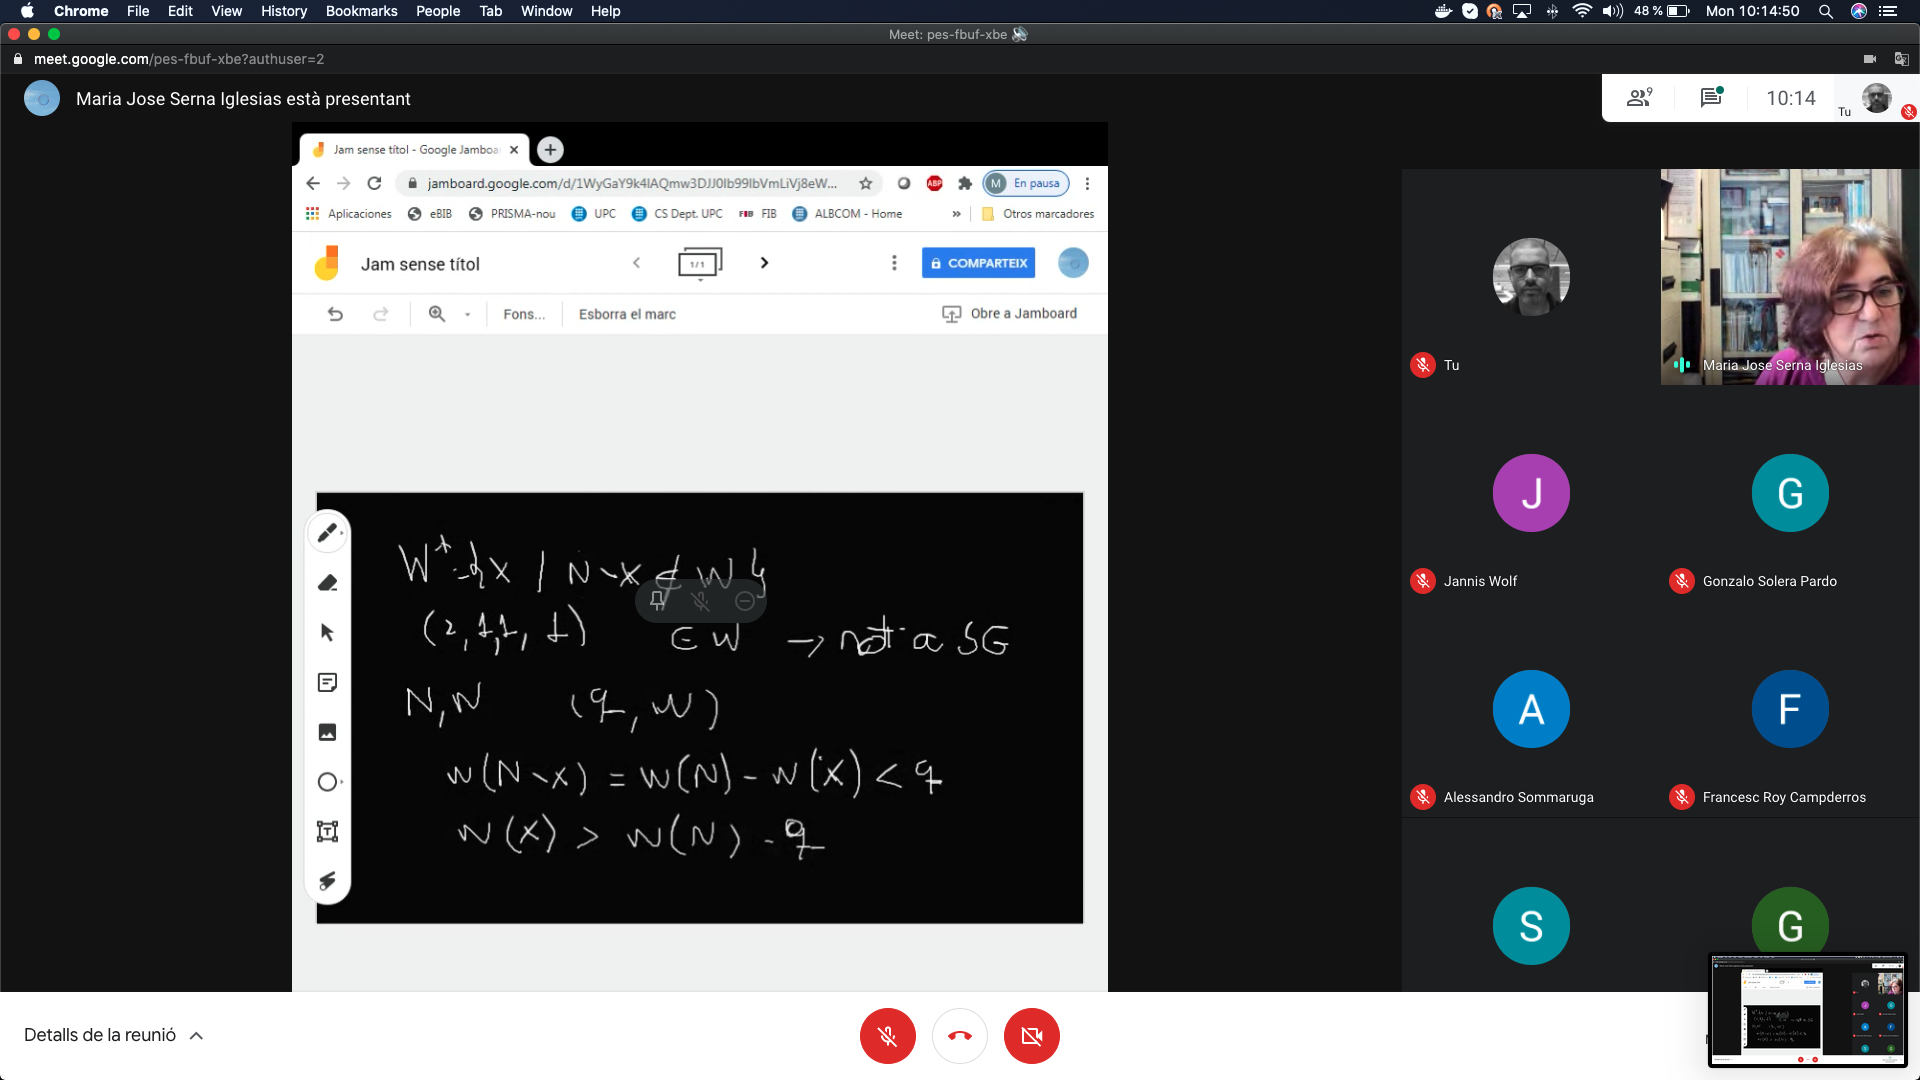 Chrome File Edit View History Bookmarks People Tab Window Help 48 % Mon 10:14:50
Meet: pes-fbuf-xbe
meet.google.com/pes-fbuf-xbe?authuser=2
Maria Jose Serna Iglesias està presentant
9 10:14 Tu
Jam sense títol - Google Jamboa
jamboard.google.com/d/1WyGaY9k4lAQmw3DJJ0lb99lbVmLiVj8eW... ABP M En pausa
Aplicaciones eBIB PRISMA-nou UPC CS Dept. UPC FIB FIB ALBCOM - Home » Otros marcadores
Jam sense títol 1/1 COMPARTEIX
Fons... Esborra el marc Obre a Jamboard
W* = {X / N \ X ∉ W}
(2, 1, 1, 1) ∈ W → not a SG
N, W (q, w)
w(N \ X) = w(N) - w(X) < q
w(X) > w(N) - q
Tu
Maria Jose Serna Iglesias
J
G
Jannis Wolf
Gonzalo Solera Pardo
A
F
Alessandro Sommaruga
Francesc Roy Campderros
S
G
Detalls de la reunió